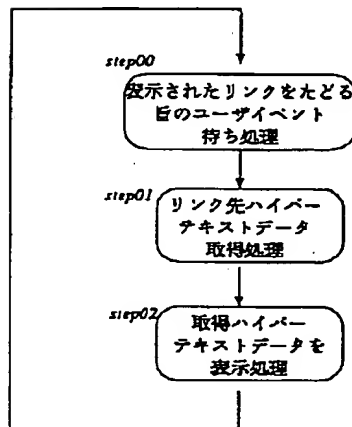 step00
表示されたリンクをたどる
旨のユーザイベント
待ち処理
step01
リンク先ハイパー
テキストデータ
取得処理
step02
取得ハイパー
テキストデータを
表示処理